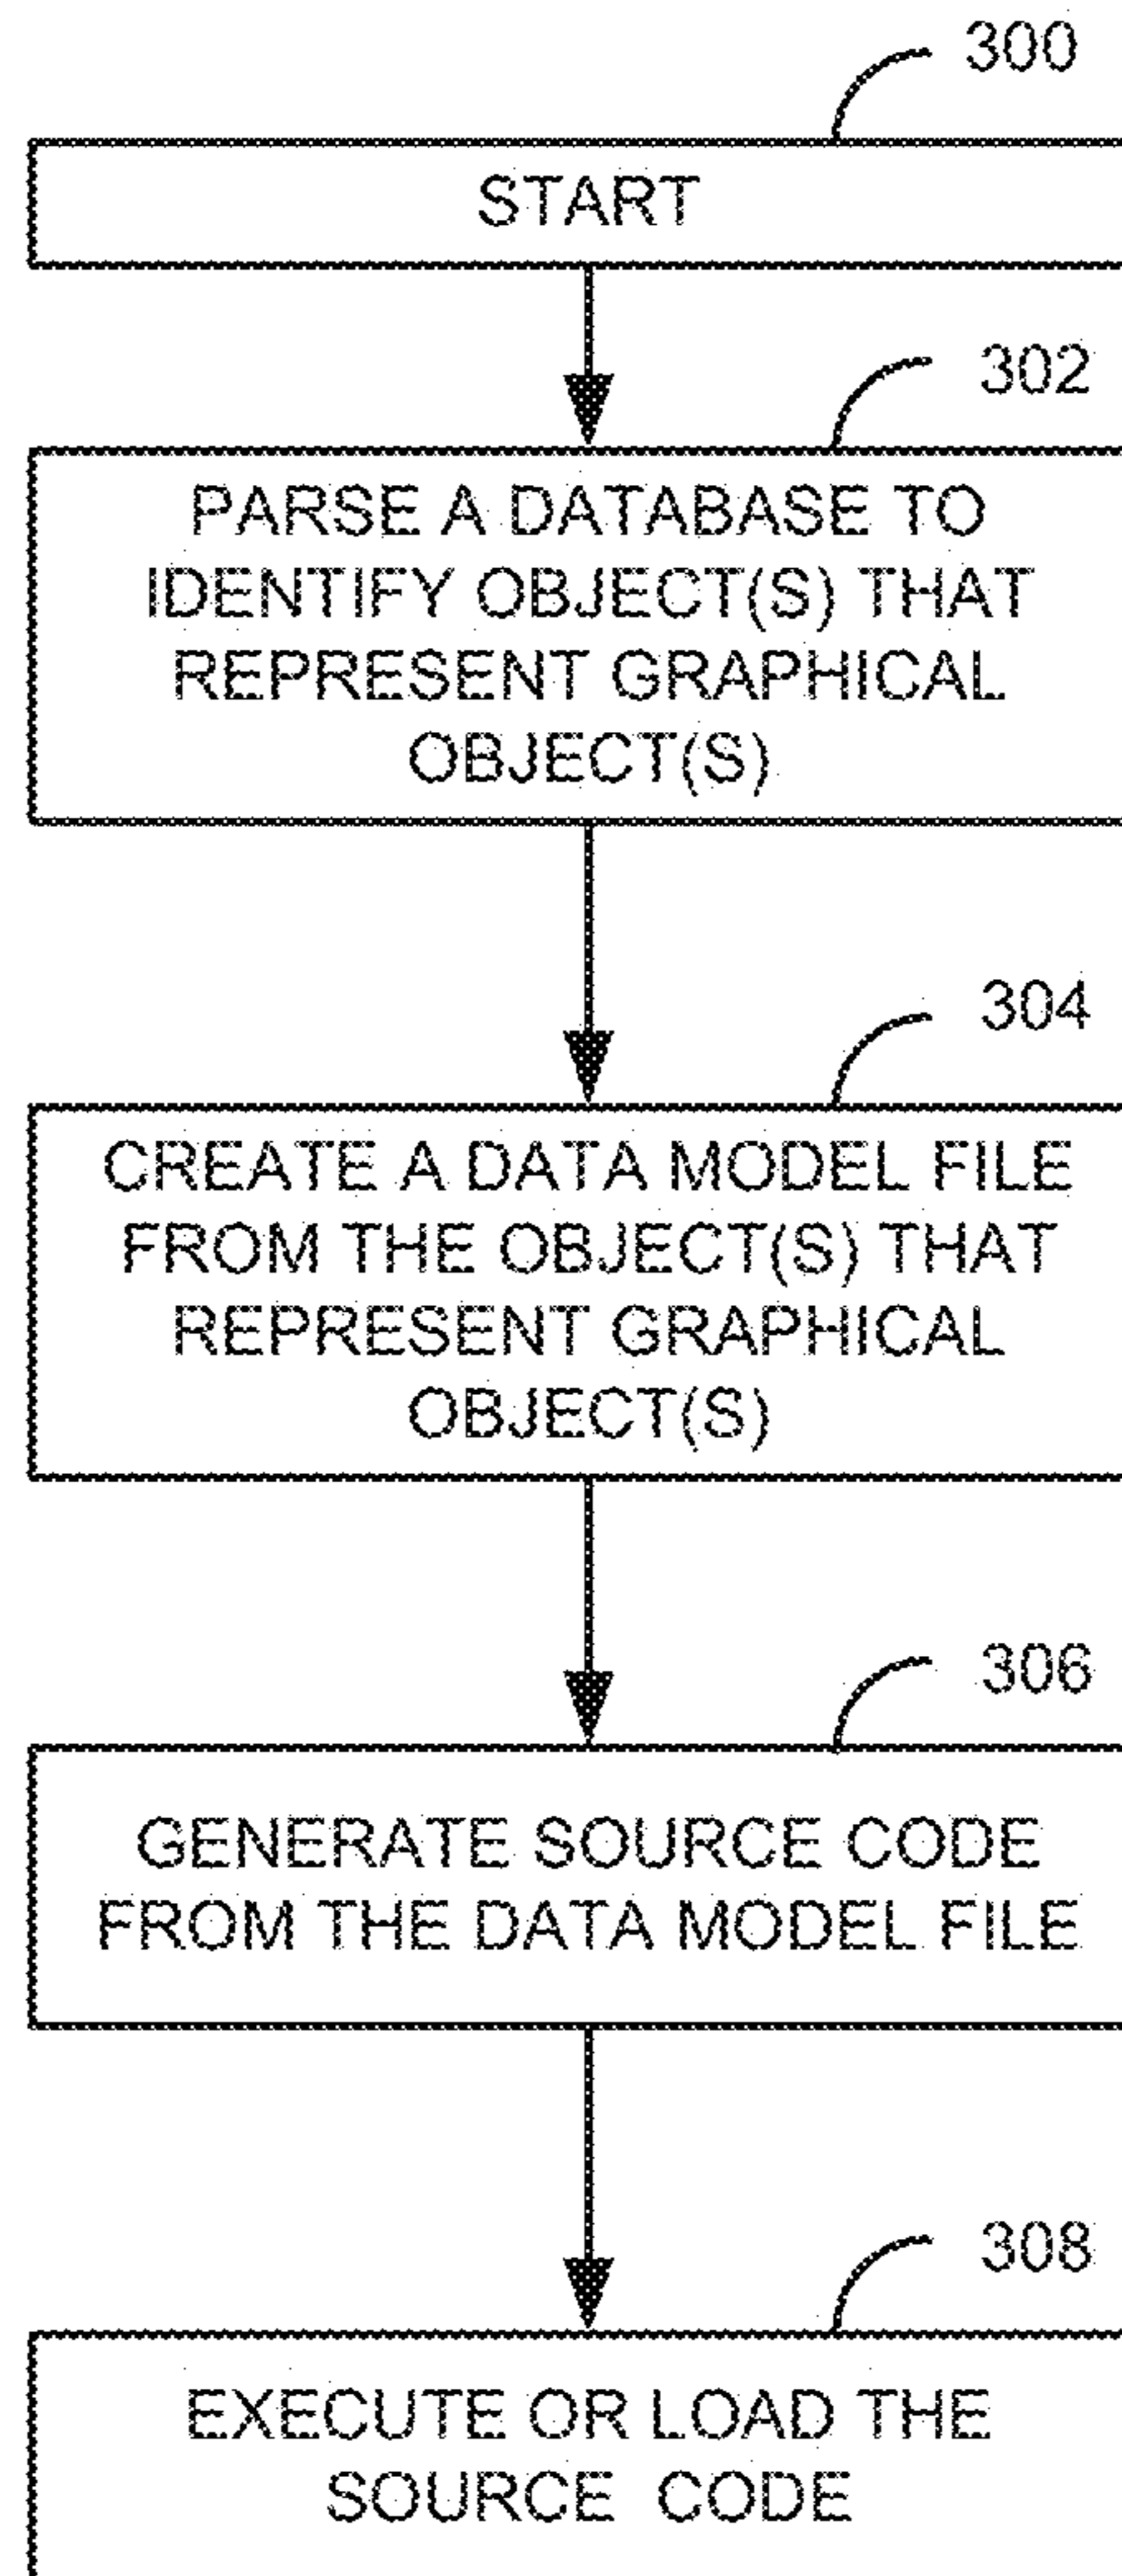 300
START
302
PARSE A DATABASE TO
IDENTIFY OBJECT(S) THAT
REPRESENT GRAPHICAL
OBJECT(S)
304
CREATE A DATA MODEL FILE
FROM THE OBJECT(S) THAT
REPRESENT GRAPHICAL
OBJECT(S)
306
GENERATE SOURCE CODE
FROM THE DATA MODEL FILE
308
EXECUTE OR LOAD THE
SOURCE CODE